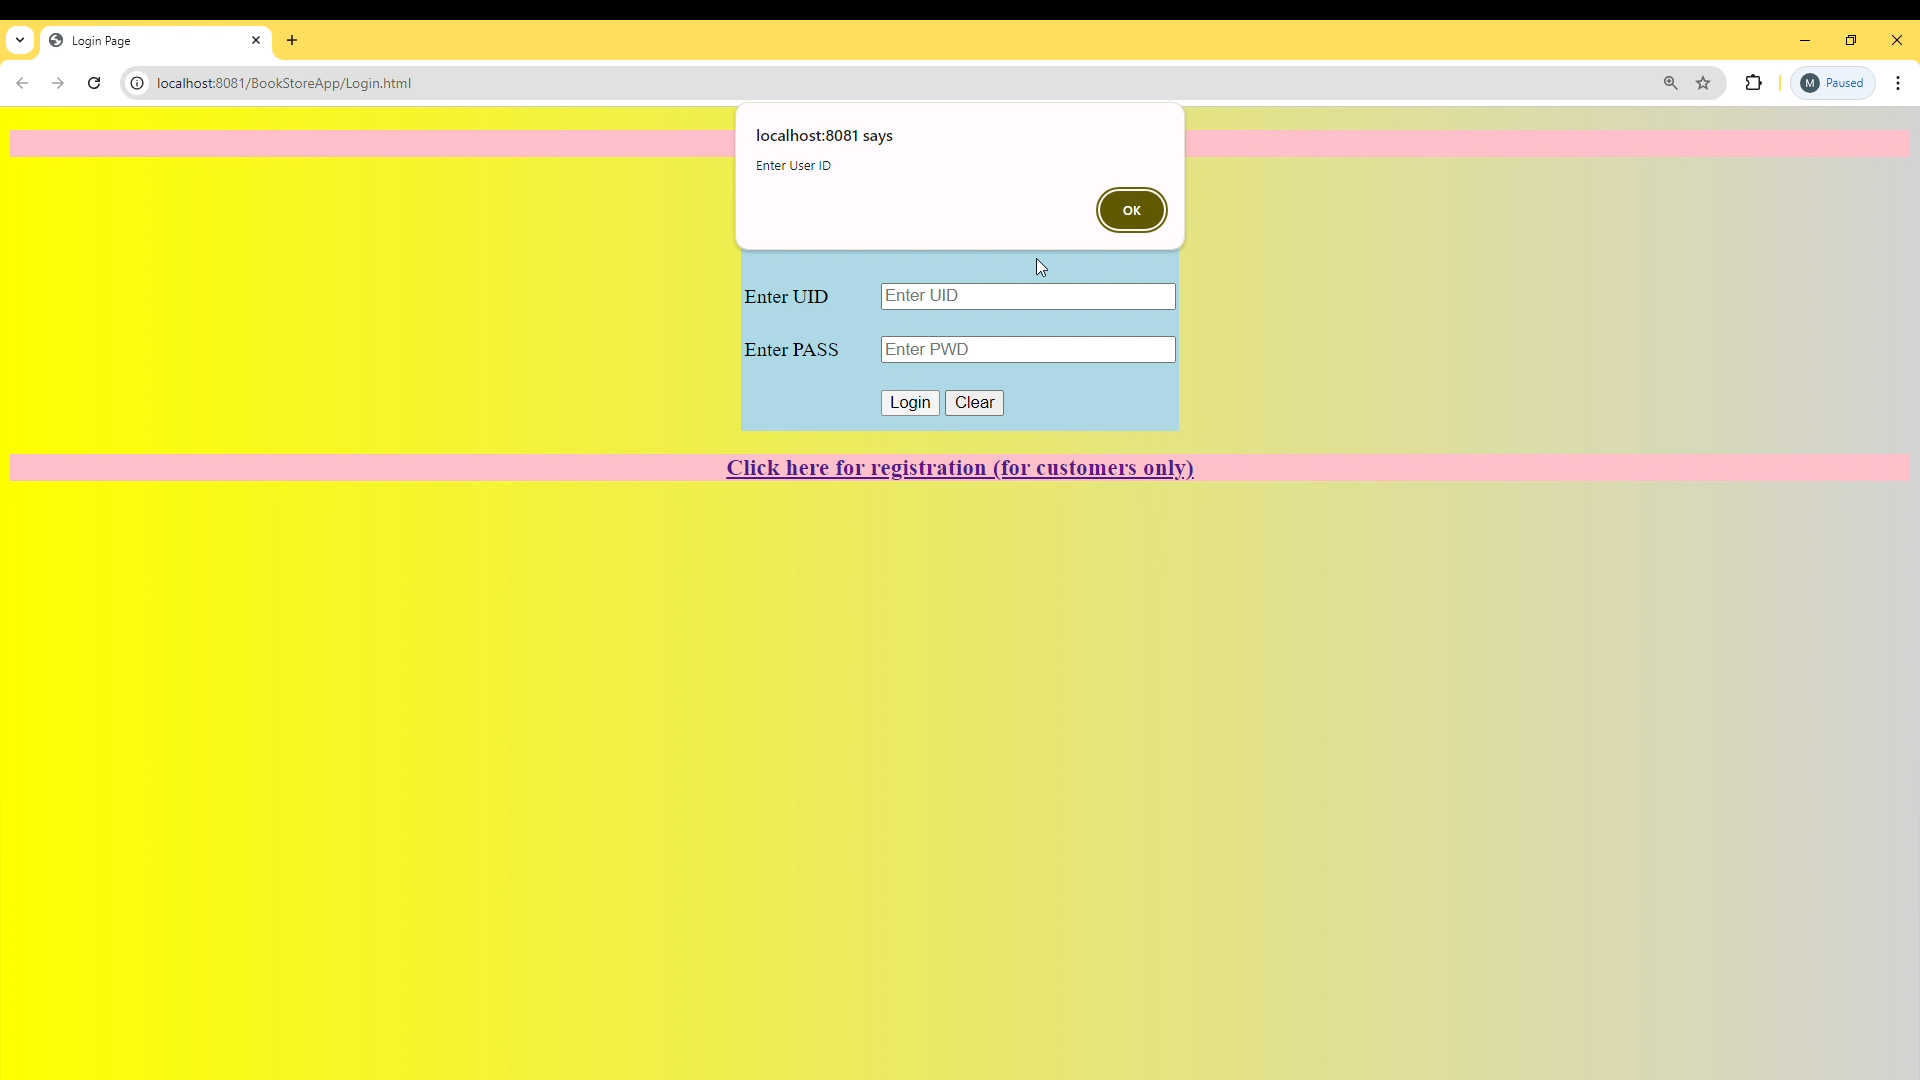 Login Page
localhost:8081/BookStoreApp/Login.html
M Paused
localhost:8081 says
Enter User ID
OK
Enter UID Enter UID
Enter PASS Enter PWD
Login Clear
Click here for registration (for customers only)